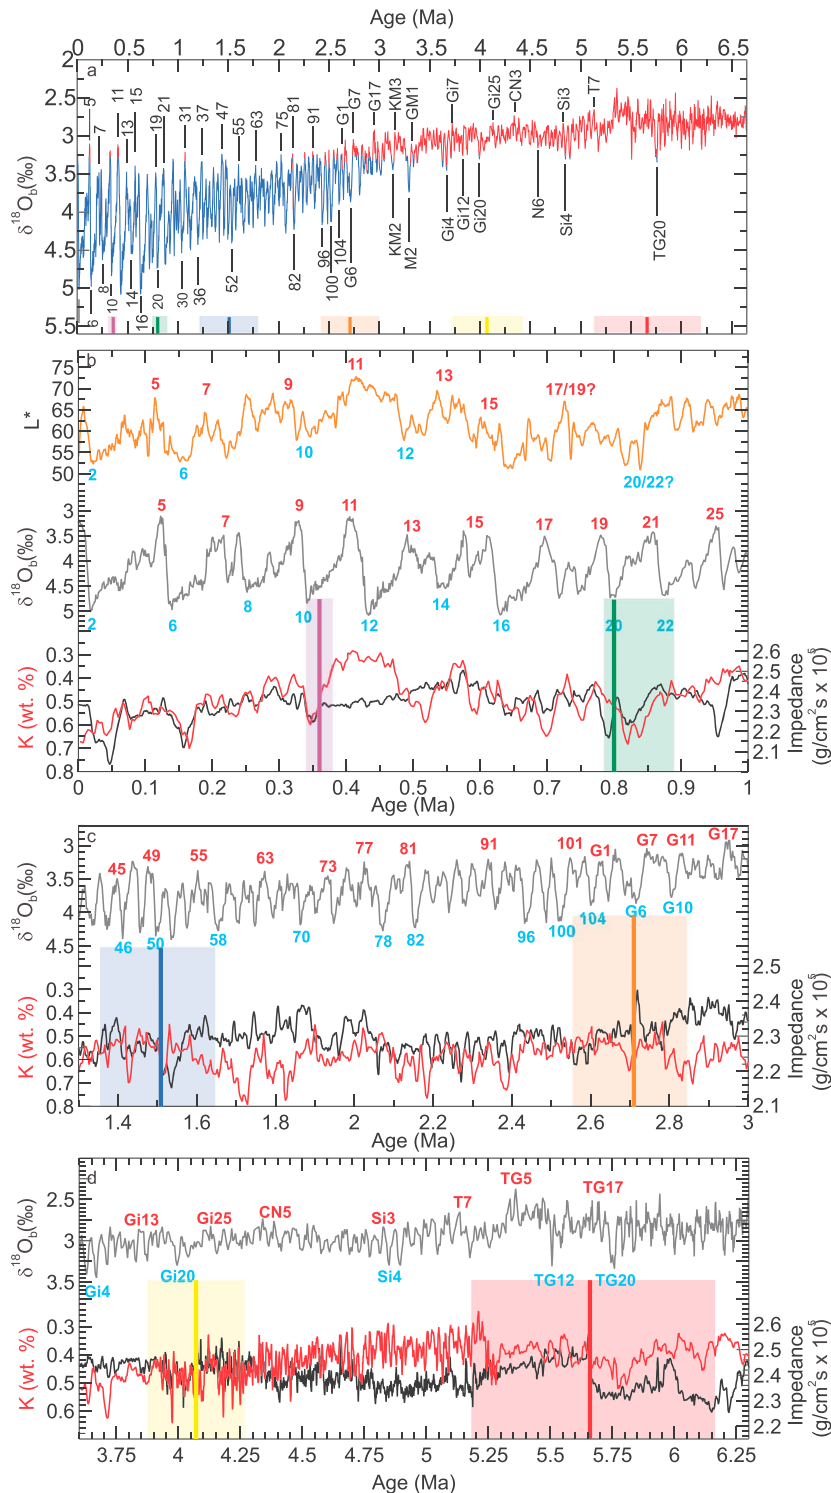 Age (Ma)
0 0.5 1 1.5 2 2.5 3 3.5 4 4.5 5 5.5 6 6.5
a
δ18Ob(‰)
2
2.5
3
3.5
4
4.5
5
5.5
5 7 11 13 15 19 21 31 37 47 55 63 75 81 91 G1 G7 G17 KM3 GM1 Gi7 Gi25 CN3 Si3 T7
6 8 10 14 16 20 30 36 52 82 96 100 104 G6 KM2 M2 Gi4 Gi12 Gi20 N6 Si4 TG20
b
L*
75
70
65
60
55
50
5 7 9 11 13 15 17/19?
2 6 10 12 20/22?
δ18Ob(‰)
3
3.5
4
4.5
5
5 7 9 11 13 15 17 19 21 25
2 6 8 10 12 14 16 20 22
K (wt. %)
0.3
0.4
0.5
0.6
0.7
0.8
2.6
2.5
2.4
2.3
2.2
2.1
Impedance
(g/cm2s x 105)
0 0.1 0.2 0.3 0.4 0.5 0.6 0.7 0.8 0.9 1
Age (Ma)
c
δ18Ob(‰)
3
3.5
4
4.5
45 49 55 63 73 77 81 91 101 G1 G7 G11 G17
46 50 58 70 78 82 96 100 104 G6 G10
K (wt. %)
0.3
0.4
0.5
0.6
0.7
0.8
2.5
2.4
2.3
2.2
2.1
Impedance
(g/cm2s x 105)
1.4 1.6 1.8 2 2.2 2.4 2.6 2.8 3
Age (Ma)
d
δ18Ob(‰)
2.5
3
3.5
Gi13 Gi25 CN5 Si3 T7 TG5 TG17
Gi4 Gi20 Si4 TG12 TG20
K (wt. %)
0.3
0.4
0.5
0.6
2.6
2.5
2.4
2.3
2.2
Impedance
(g/cm2s x 105)
3.75 4 4.25 4.5 4.75 5 5.25 5.5 5.75 6 6.25
Age (Ma)